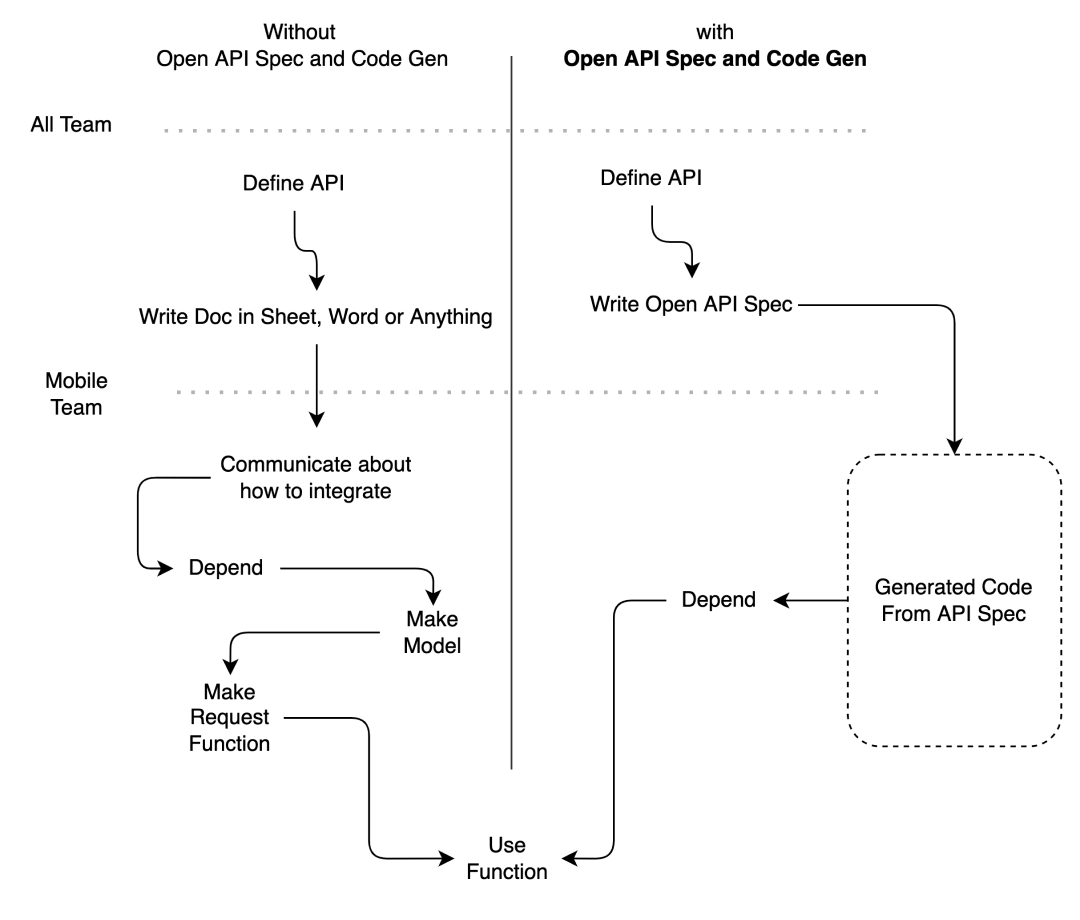 Without
Open API Spec and Code Gen
with
Open API Spec and Code Gen
All Team
Define API
Define API
Write Doc in Sheet, Word or Anything
Write Open API Spec
Mobile
Team
Communicate about
how to integrate
Depend
Make
Model
Make
Request
Function
Depend
Generated Code
From API Spec
Use
Function